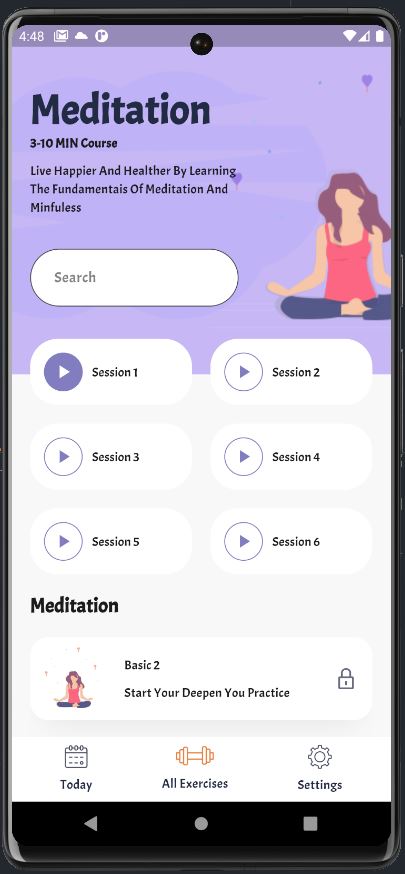 4:48
Meditation
3-10 MIN Course
Live Happier And Healther By Learning
The Fundamentais Of Meditation And
Minfuless
Search
Session 1
Session 2
Session 3
Session 4
Session 5
Session 6
Meditation
Basic 2
Start Your Deepen You Practice
Today
All Exercises
Settings